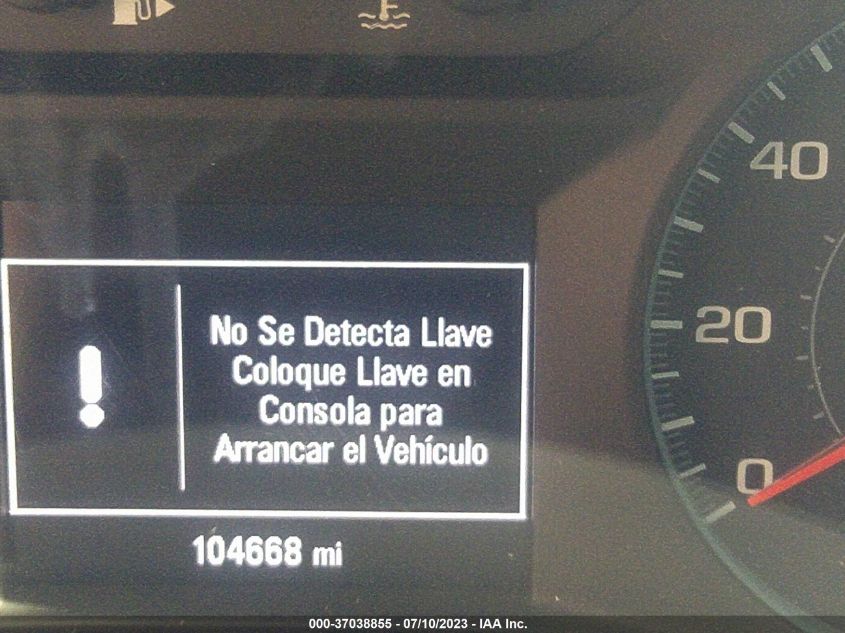 40
20
0
No Se Detecta Llave
Coloque Llave en
Consola para
Arrancar el Vehículo
104668 mi
000-37038855 - 07/10/2023 - IAA Inc.